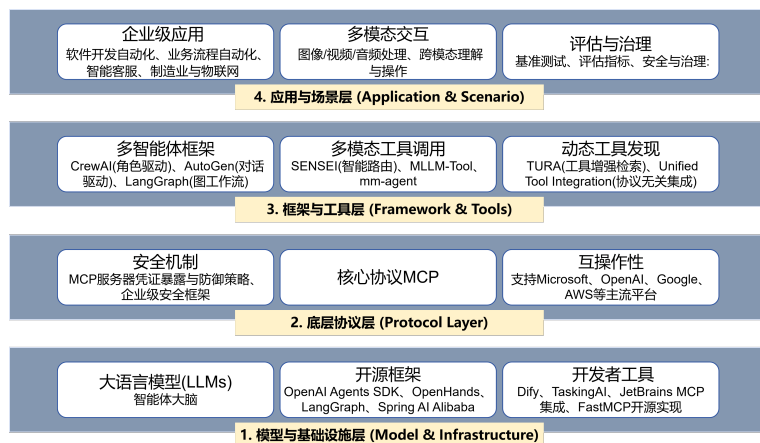 企业级应用
软件开发自动化、业务流程自动化、
智能客服、制造业与物联网
多模态交互
图像/视频/音频处理、跨模态理解
与操作
评估与治理
基准测试、评估指标、安全与治理:
4. 应用与场景层 (Application & Scenario)
多智能体框架
CrewAI(角色驱动)、AutoGen(对话
驱动)、LangGraph(图工作流)
多模态工具调用
SENSEI(智能路由)、MLLM-Tool、
mm-agent
动态工具发现
TURA(工具增强检索)、Unified
Tool Integration(协议无关集成)
3. 框架与工具层 (Framework & Tools)
安全机制
MCP服务器凭证暴露与防御策略、
企业级安全框架
核心协议MCP
互操作性
支持Microsoft、OpenAI、Google、
AWS等主流平台
2. 底层协议层 (Protocol Layer)
大语言模型(LLMs)
智能体大脑
开源框架
OpenAI Agents SDK、OpenHands、
LangGraph、Spring AI Alibaba
开发者工具
Dify、TaskingAI、JetBrains MCP
集成、FastMCP开源实现
1. 模型与基础设施层 (Model & Infrastructure)